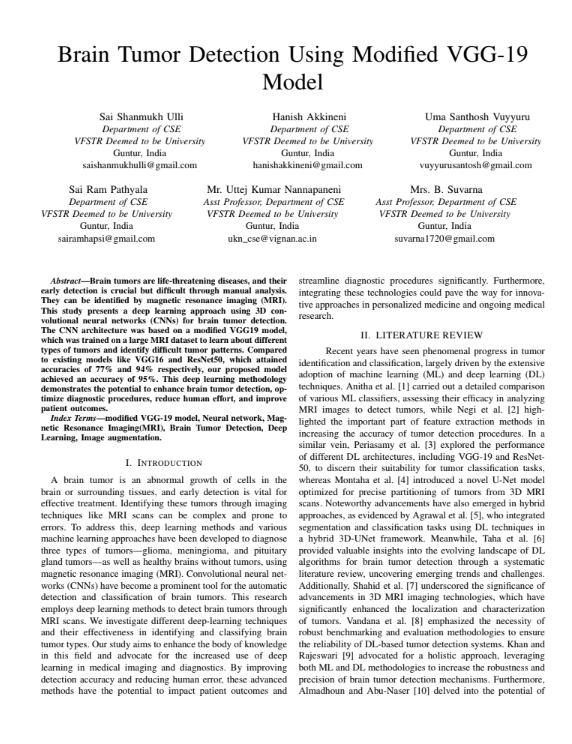 Brain Tumor Detection Using Modified VGG-19
Model
Sai Shanmukh Ulli
Department of CSE
VFSTR Deemed to be University
Guntur, India
saishanmukhulli@gmail.com
Hanish Akkineni
Department of CSE
VFSTR Deemed to be University
Guntur, India
hanishakkineni@gmail.com
Uma Santhosh Vuyyuru
Department of CSE
VFSTR Deemed to be University
Guntur, India
vuyyurusantosh@gmail.com
Sai Ram Pathyala
Department of CSE
VFSTR Deemed to be University
Guntur, India
sairamhapsi@gmail.com
Mr. Uttej Kumar Nannapaneni
Asst Professor, Department of CSE
VFSTR Deemed to be University
Guntur, India
ukn_cse@vignan.ac.in
Mrs. B. Suvarna
Asst Professor, Department of CSE
VFSTR Deemed to be University
Guntur, India
suvarna1720@gmail.com
Abstract—Brain tumors are life-threatening diseases, and their
early detection is crucial but difficult through manual analysis.
They can be identified by magnetic resonance imaging (MRI).
This study presents a deep learning approach using 3D con-
volutional neural networks (CNNs) for brain tumor detection.
The CNN architecture was based on a modified VGG19 model,
which was trained on a large MRI dataset to learn about different
types of tumors and identify difficult tumor patterns. Compared
to existing models like VGG16 and ResNet50, which attained
accuracies of 77% and 94% respectively, our proposed model
achieved an accuracy of 95%. This deep learning methodology
demonstrates the potential to enhance brain tumor detection, op-
timize diagnostic procedures, reduce human effort, and improve
patient outcomes.
Index Terms—modified VGG-19 model, Neural network, Mag-
netic Resonance Imaging(MRI), Brain Tumor Detection, Deep
Learning, Image augmentation.
I. INTRODUCTION
A brain tumor is an abnormal growth of cells in the
brain or surrounding tissues, and early detection is vital for
effective treatment. Identifying these tumors through imaging
techniques like MRI scans can be complex and prone to
errors. To address this, deep learning methods and various
machine learning approaches have been developed to diagnose
three types of tumors—glioma, meningioma, and pituitary
gland tumors—as well as healthy brains without tumors, using
magnetic resonance imaging (MRI). Convolutional neural net-
works (CNNs) have become a prominent tool for the automatic
detection and classification of brain tumors. This research
employs deep learning methods to detect brain tumors through
MRI scans. We investigate different deep-learning techniques
and their effectiveness in identifying and classifying brain
tumor types. Our study aims to enhance the body of knowledge
in this field and advocate for the increased use of deep
learning in medical imaging and diagnostics. By improving
detection accuracy and reducing human error, these advanced
methods have the potential to impact patient outcomes and
streamline diagnostic procedures significantly. Furthermore,
integrating these technologies could pave the way for innova-
tive approaches in personalized medicine and ongoing medical
research.
II. LITERATURE REVIEW
Recent years have seen phenomenal progress in tumor
identification and classification, largely driven by the extensive
adoption of machine learning (ML) and deep learning (DL)
techniques. Anitha et al. [1] carried out a detailed comparison
of various ML classifiers, assessing their efficacy in analyzing
MRI images to detect tumors, while Negi et al. [2] high-
lighted the important part of feature extraction methods in
increasing the accuracy of tumor detection procedures. In a
similar vein, Periasamy et al. [3] explored the performance
of different DL architectures, including VGG-19 and ResNet-
50, to discern their suitability for tumor classification tasks,
whereas Montaha et al. [4] introduced a novel U-Net model
optimized for precise partitioning of tumors from 3D MRI
scans. Noteworthy advancements have also emerged in hybrid
approaches, as evidenced by Agrawal et al. [5], who integrated
segmentation and classification tasks using DL techniques in
a hybrid 3D-UNet framework. Meanwhile, Taha et al. [6]
provided valuable insights into the evolving landscape of DL
algorithms for brain tumor detection through a systematic
literature review, uncovering emerging trends and challenges.
Additionally, Shahid et al. [7] underscored the significance of
advancements in 3D MRI imaging technologies, which have
significantly enhanced the localization and characterization
of tumors. Vandana et al. [8] emphasized the necessity of
robust benchmarking and evaluation methodologies to ensure
the reliability of DL-based tumor detection systems. Khan and
Rajeswari [9] advocated for a holistic approach, leveraging
both ML and DL methodologies to increase the robustness and
precision of brain tumor detection mechanisms. Furthermore,
Almadhoun and Abu-Naser [10] delved into the potential of